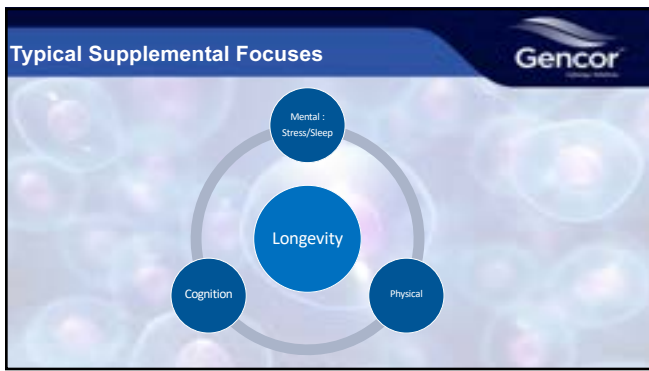 Typical Supplemental Focuses
Gencor
Mental :
Stress/Sleep
Longevity
Cognition
Physical